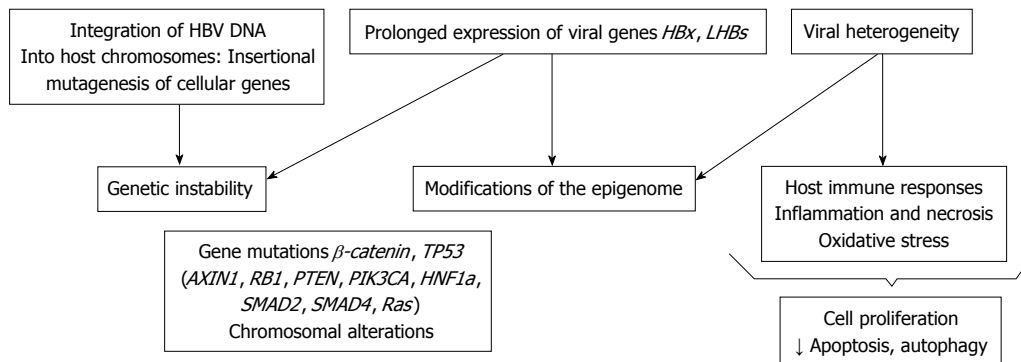 Integration of HBV DNA
Into host chromosomes: Insertional
mutagenesis of cellular genes
Prolonged expression of viral genes HBx, LHBs
Viral heterogeneity
Genetic instability
Modifications of the epigenome
Host immune responses
Inflammation and necrosis
Oxidative stress
Gene mutations β-catenin, TP53
(AXIN1, RB1, PTEN, PIK3CA, HNF1a,
SMAD2, SMAD4, Ras)
Chromosomal alterations
Cell proliferation
↓ Apoptosis, autophagy